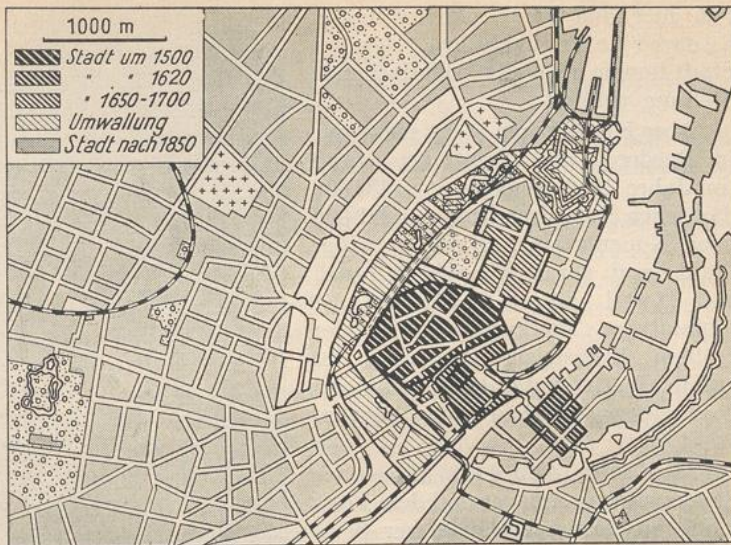 1000 m
Stadt um 1500
" " 1620
" 1650-1700
Umwallung
Stadt nach 1850